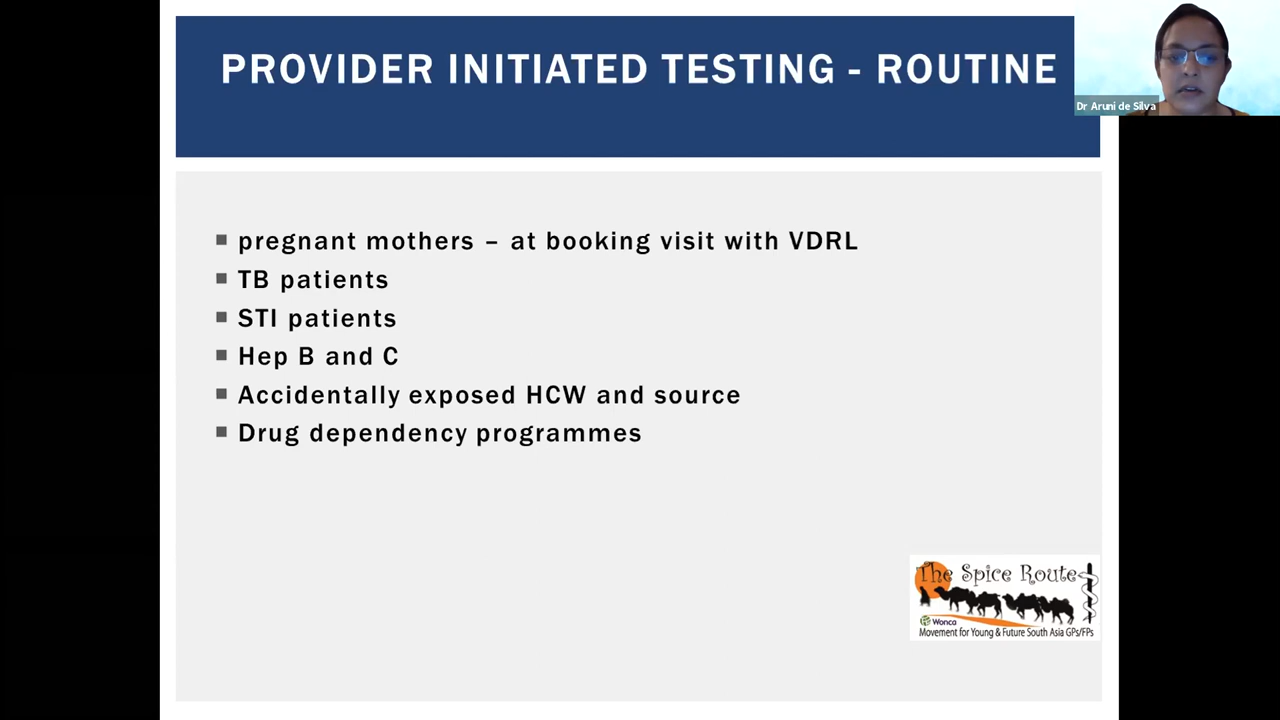 PROVIDER INITIATED TESTING - ROUTINE
Dr Aruni de Silva
pregnant mothers – at booking visit with VDRL
TB patients
STI patients
Hep B and C
Accidentally exposed HCW and source
Drug dependency programmes
The Spice Route
Wonca
Movement for Young & Future South Asia GPs/FPs